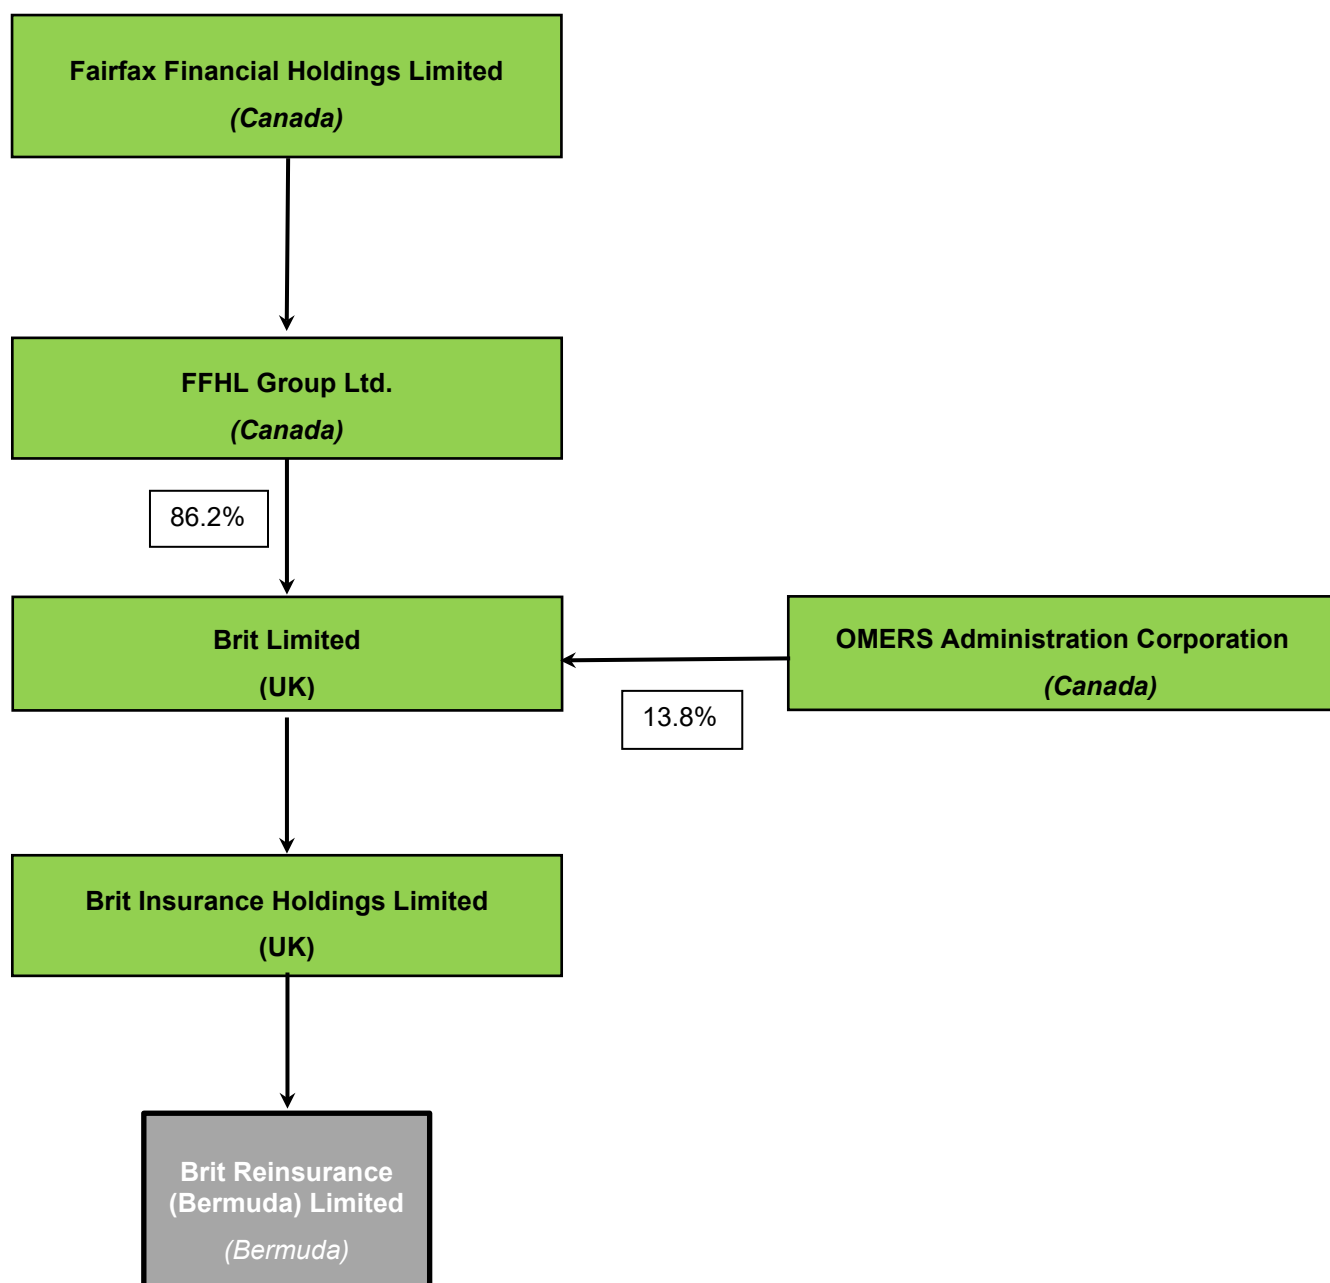 Fairfax Financial Holdings Limited
(Canada)
FFHL Group Ltd.
(Canada)
86.2%
Brit Limited
(UK)
OMERS Administration Corporation
(Canada)
13.8%
Brit Insurance Holdings Limited
(UK)
Brit Reinsurance
(Bermuda) Limited
(Bermuda)